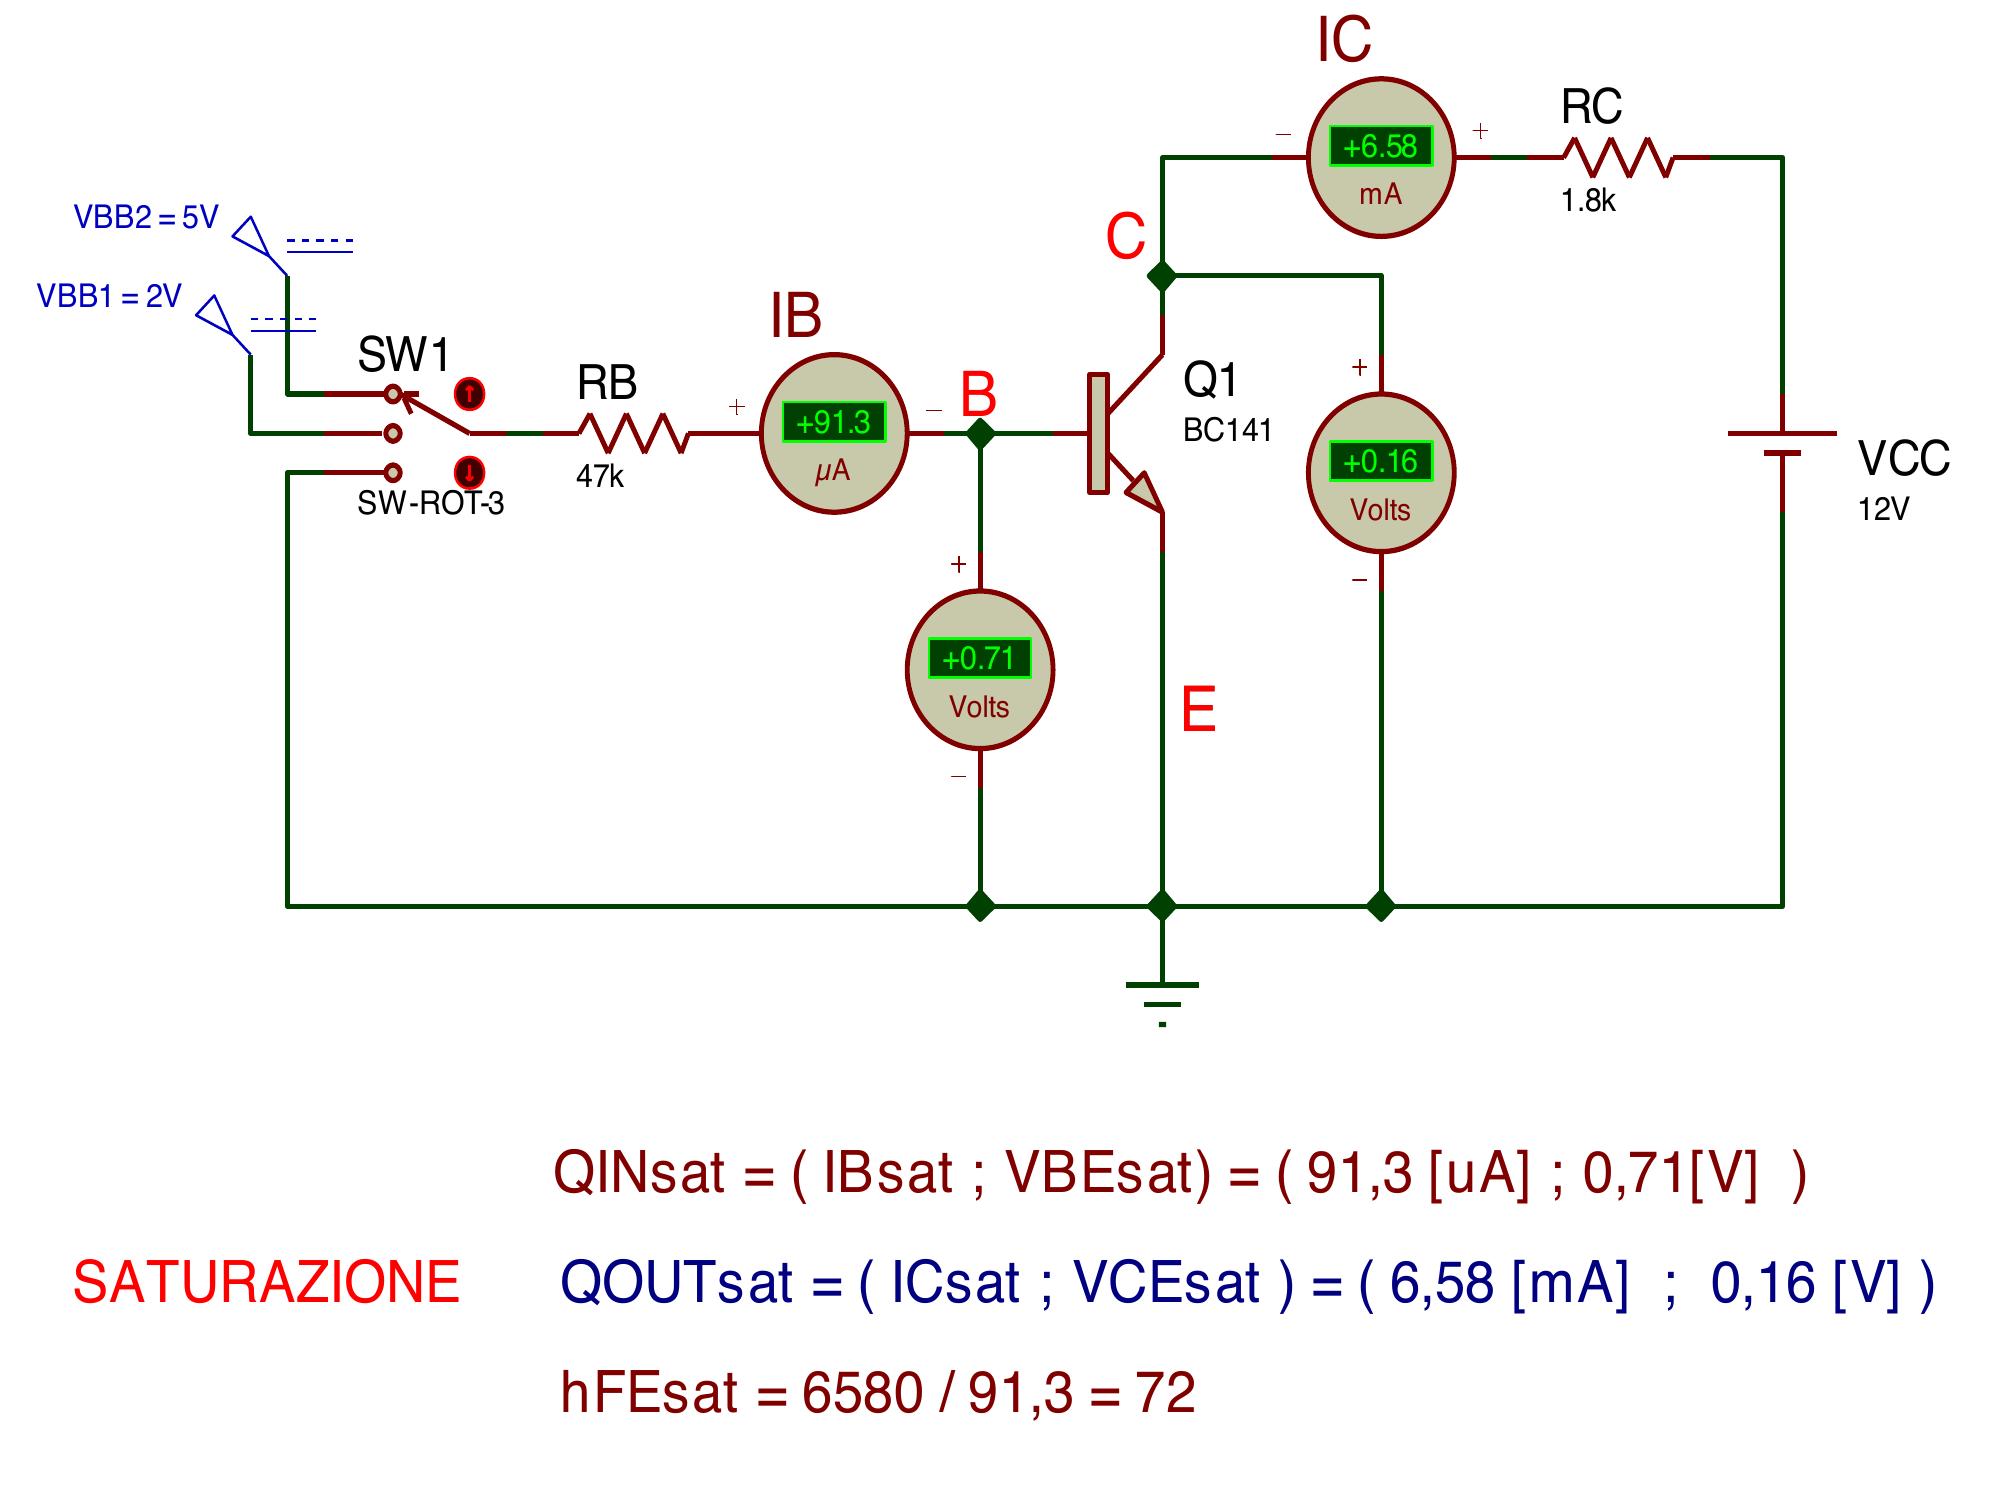 IC
+6.58
mA
- +
RC
1.8k
VBB2 = 5V
VBB1 = 2V
C
SW1
SW-ROT-3
RB
47k
IB
+91.3
µA
+ -
B
Q1
BC141
+
+0.16
Volts
-
VCC
12V
+
+0.71
Volts
-
E
QINsat = ( IBsat ; VBEsat) = ( 91,3 [uA] ; 0,71[V] )
SATURAZIONE QOUTsat = ( ICsat ; VCEsat ) = ( 6,58 [mA] ; 0,16 [V] )
hFEsat = 6580 / 91,3 = 72